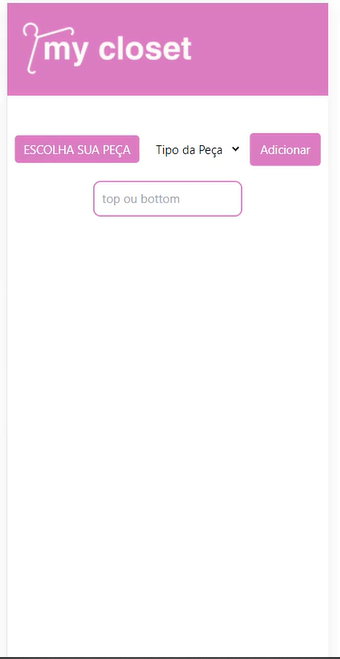 my closet
ESCOLHA SUA PEÇA Tipo da Peça Adicionar
top ou bottom